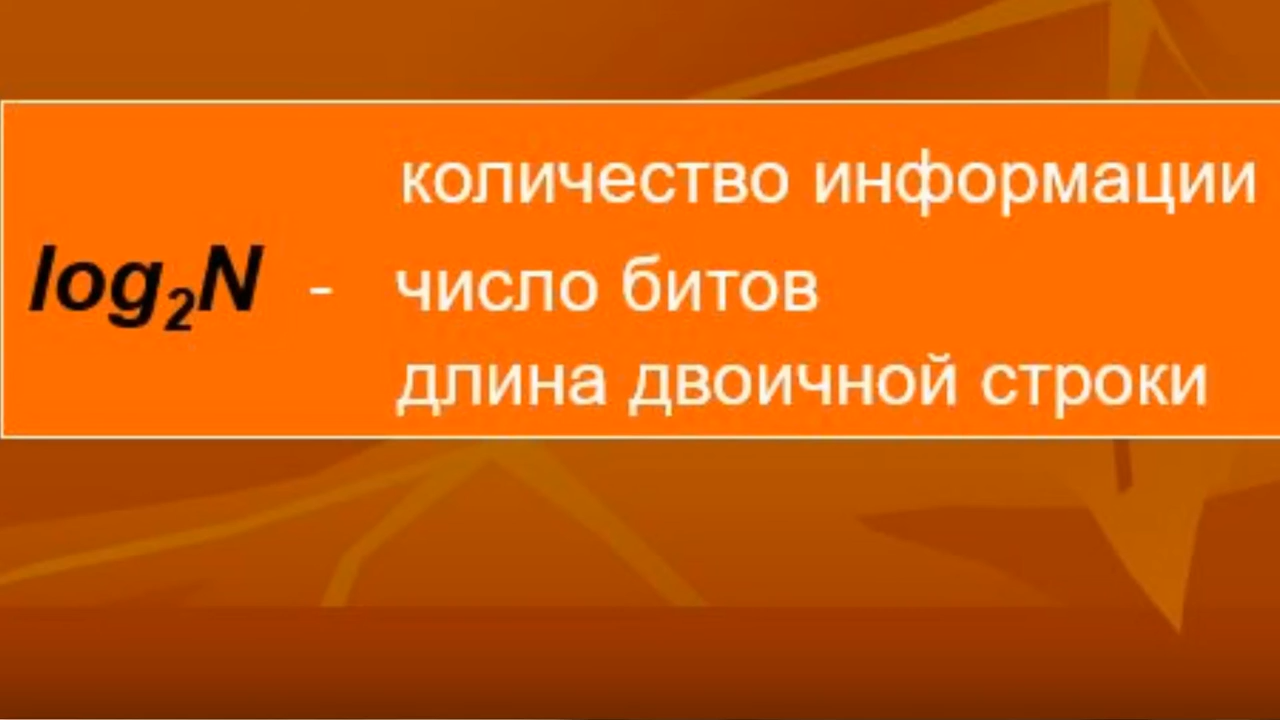 количество информации
log₂N - число битов
длина двоичной строки